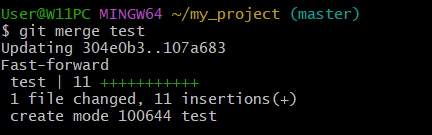 User@W11PC MINGW64 ~/my_project (master)
$ git merge test
Updating 304e0b3..107a683
Fast-forward
 test | 11 +++++++++++
 1 file changed, 11 insertions(+)
 create mode 100644 test